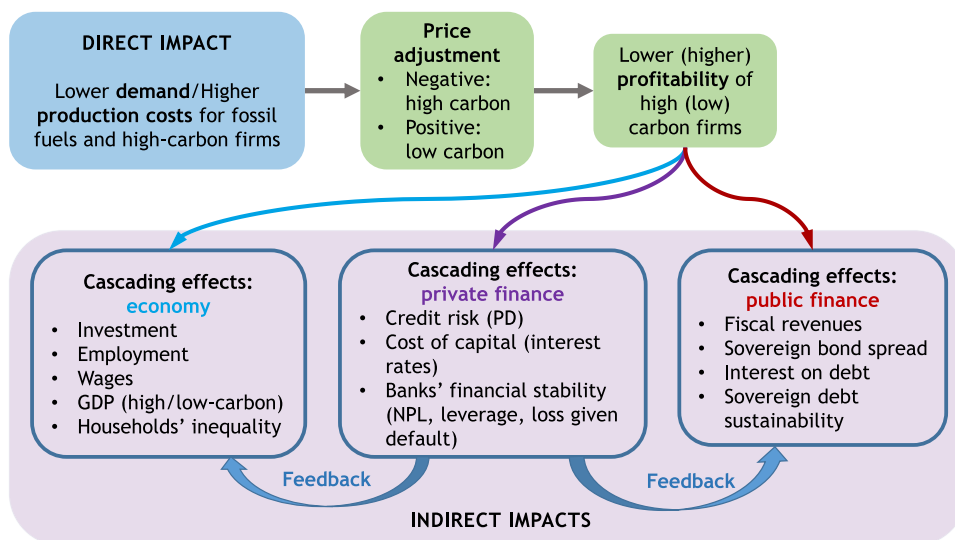 DIRECT IMPACT
Lower demand/Higher
production costs for fossil
fuels and high-carbon firms
Price
adjustment
• Negative:
high carbon
• Positive:
low carbon
Lower (higher)
profitability of
high (low)
carbon firms
Cascading effects:
economy
• Investment
• Employment
• Wages
• GDP (high/low-carbon)
• Households’ inequality
Cascading effects:
private finance
• Credit risk (PD)
• Cost of capital (interest
rates)
• Banks’ financial stability
(NPL, leverage, loss given
default)
Cascading effects:
public finance
• Fiscal revenues
• Sovereign bond spread
• Interest on debt
• Sovereign debt
sustainability
Feedback
Feedback
INDIRECT IMPACTS